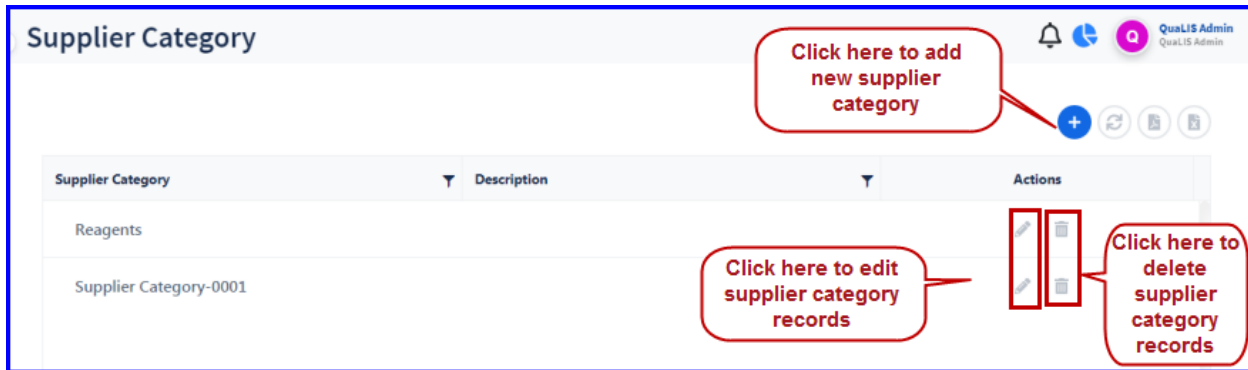 Supplier Category
Q
QuaLIS Admin
QuaLIS Admin
Click here to add
new supplier
category
Supplier Category
Description
Actions
Reagents
Supplier Category-0001
Click here to edit
supplier category
records
Click here to
delete
supplier
category
records